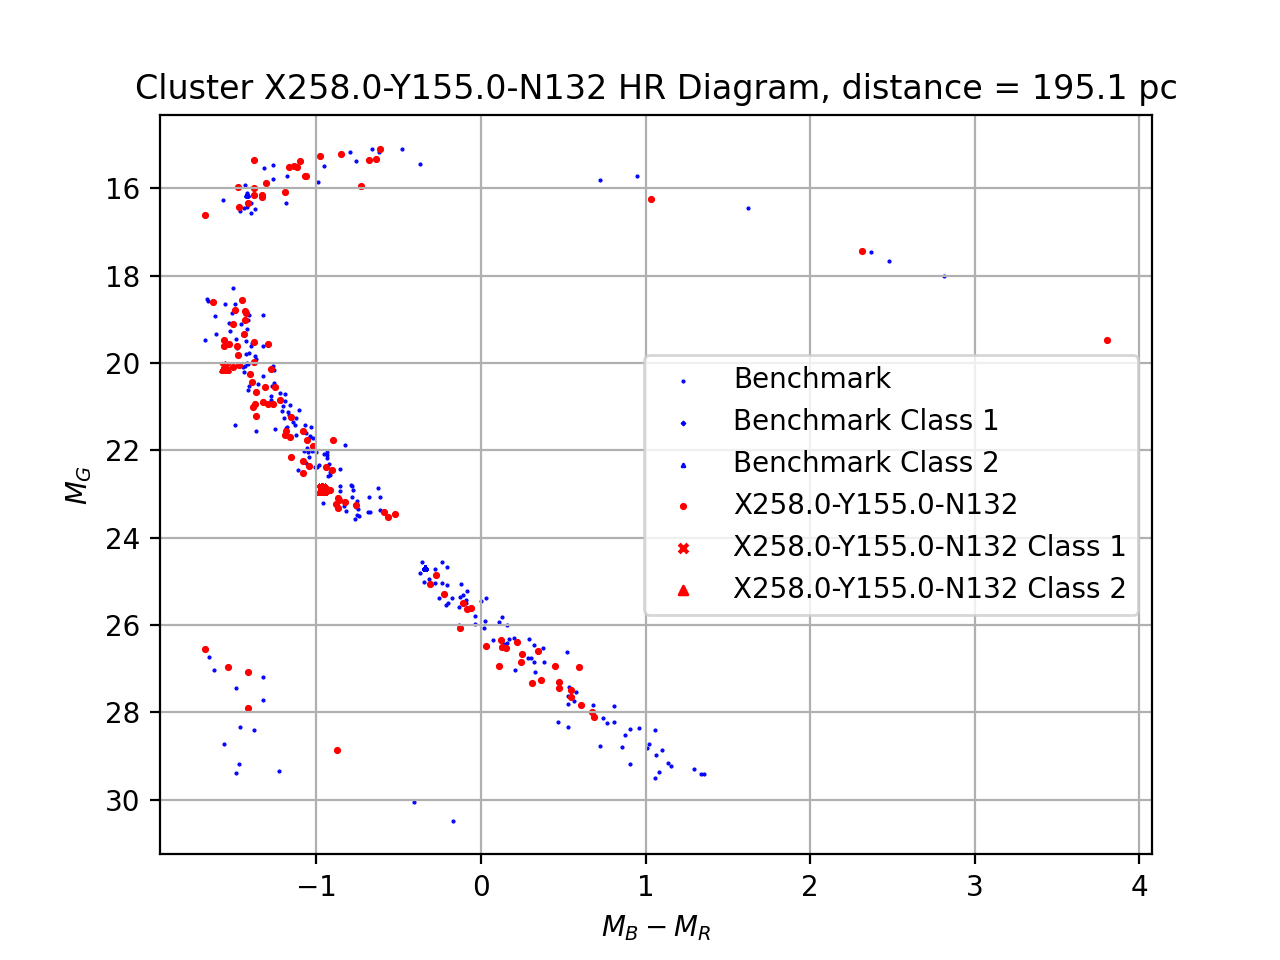 Cluster X258.0-Y155.0-N132 HR Diagram, distance = 195.1 pc
16
18
20
22
24
26
28
30
M_G
Benchmark
Benchmark Class 1
Benchmark Class 2
X258.0-Y155.0-N132
X258.0-Y155.0-N132 Class 1
X258.0-Y155.0-N132 Class 2
−1 0 1 2 3 4
M_B − M_R